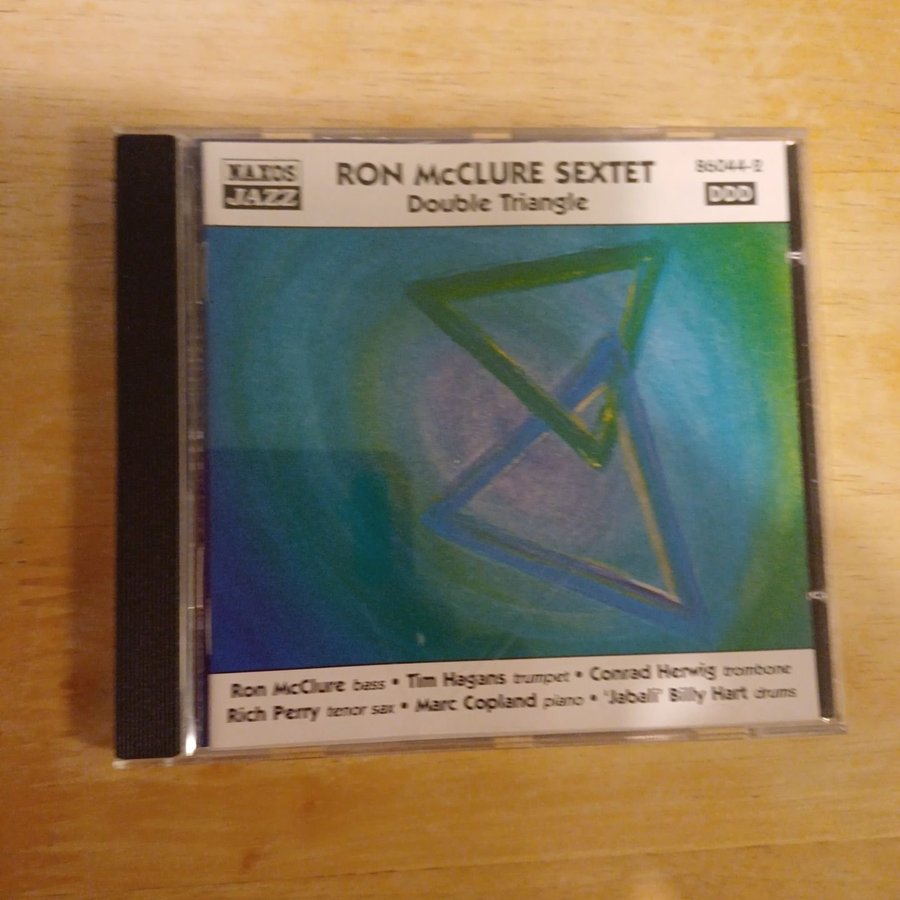 NAXOS
JAZZ
RON McCLURE SEXTET
Double Triangle
86044-2
DDD
Ron McClure bass • Tim Hagans trumpet • Conrad Herwig trombone
Rich Perry tenor sax • Marc Copland piano • 'Jabali' Billy Hart drums